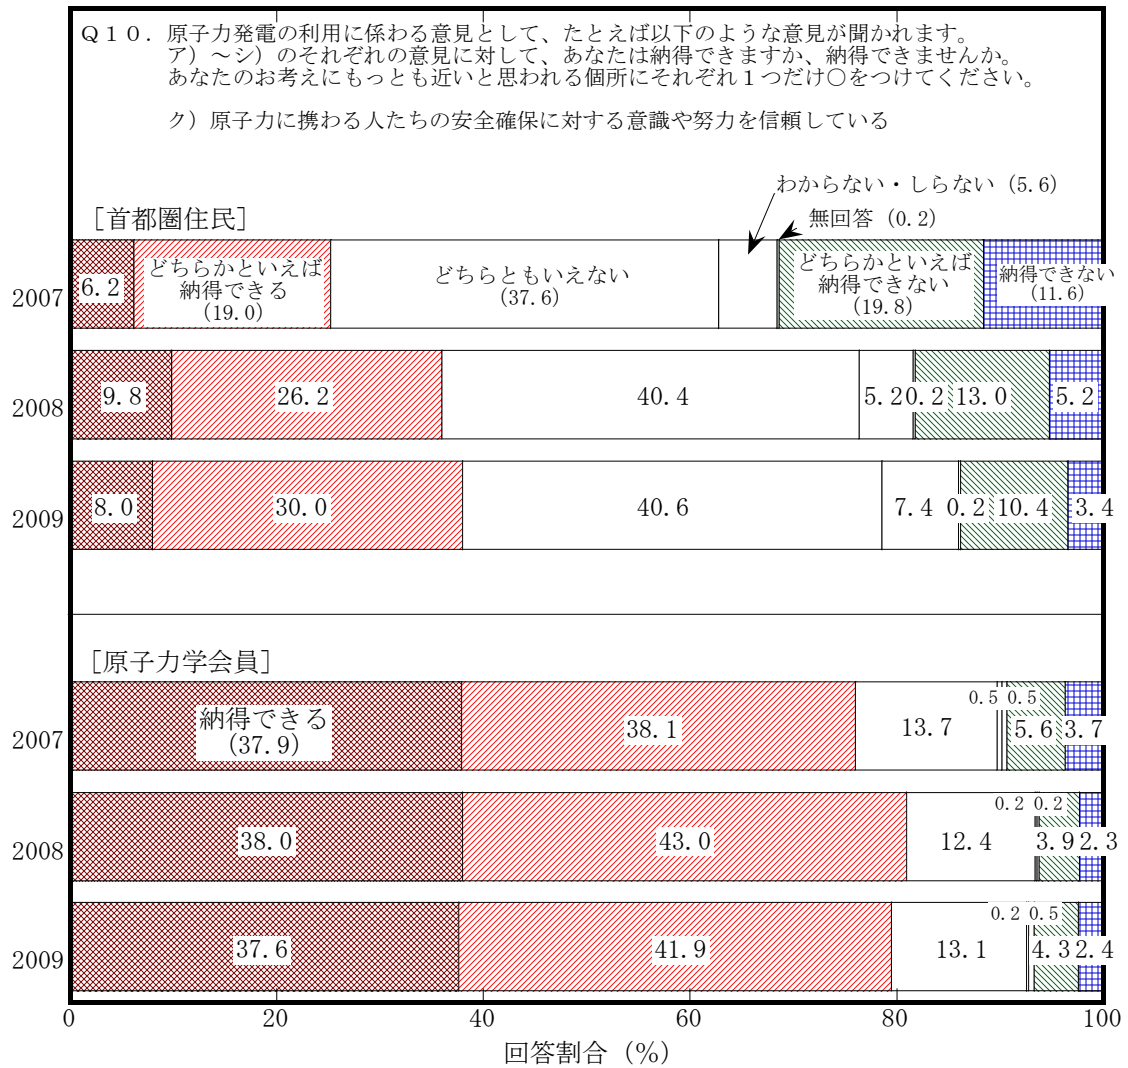 Q10. 原子力発電の利用に係わる意見として、たとえば以下のような意見が聞かれます。
ア）～シ）のそれぞれの意見に対して、あなたは納得できますか、納得できませんか。
あなたのお考えにもっとも近いと思われる個所にそれぞれ１つだけ○をつけてください。
ク）原子力に携わる人たちの安全確保に対する意識や努力を信頼している
わからない・しらない（5.6）
無回答（0.2）
［首都圏住民］
2007
6.2
どちらかといえば
納得できる
（19.0）
どちらともいえない
（37.6）
どちらかといえば
納得できない
（19.8）
納得できない
（11.6）
2008 9.8 26.2 40.4 5.2 0.2 13.0 5.2
2009 8.0 30.0 40.6 7.4 0.2 10.4 3.4
［原子力学会員］
2007
納得できる
（37.9）
38.1 13.7 0.5 0.5 5.6 3.7
2008 38.0 43.0 12.4 0.2 0.2 3.9 2.3
2009 37.6 41.9 13.1 0.2 0.5 4.3 2.4
0 20 40 60 80 100
回答割合（％）